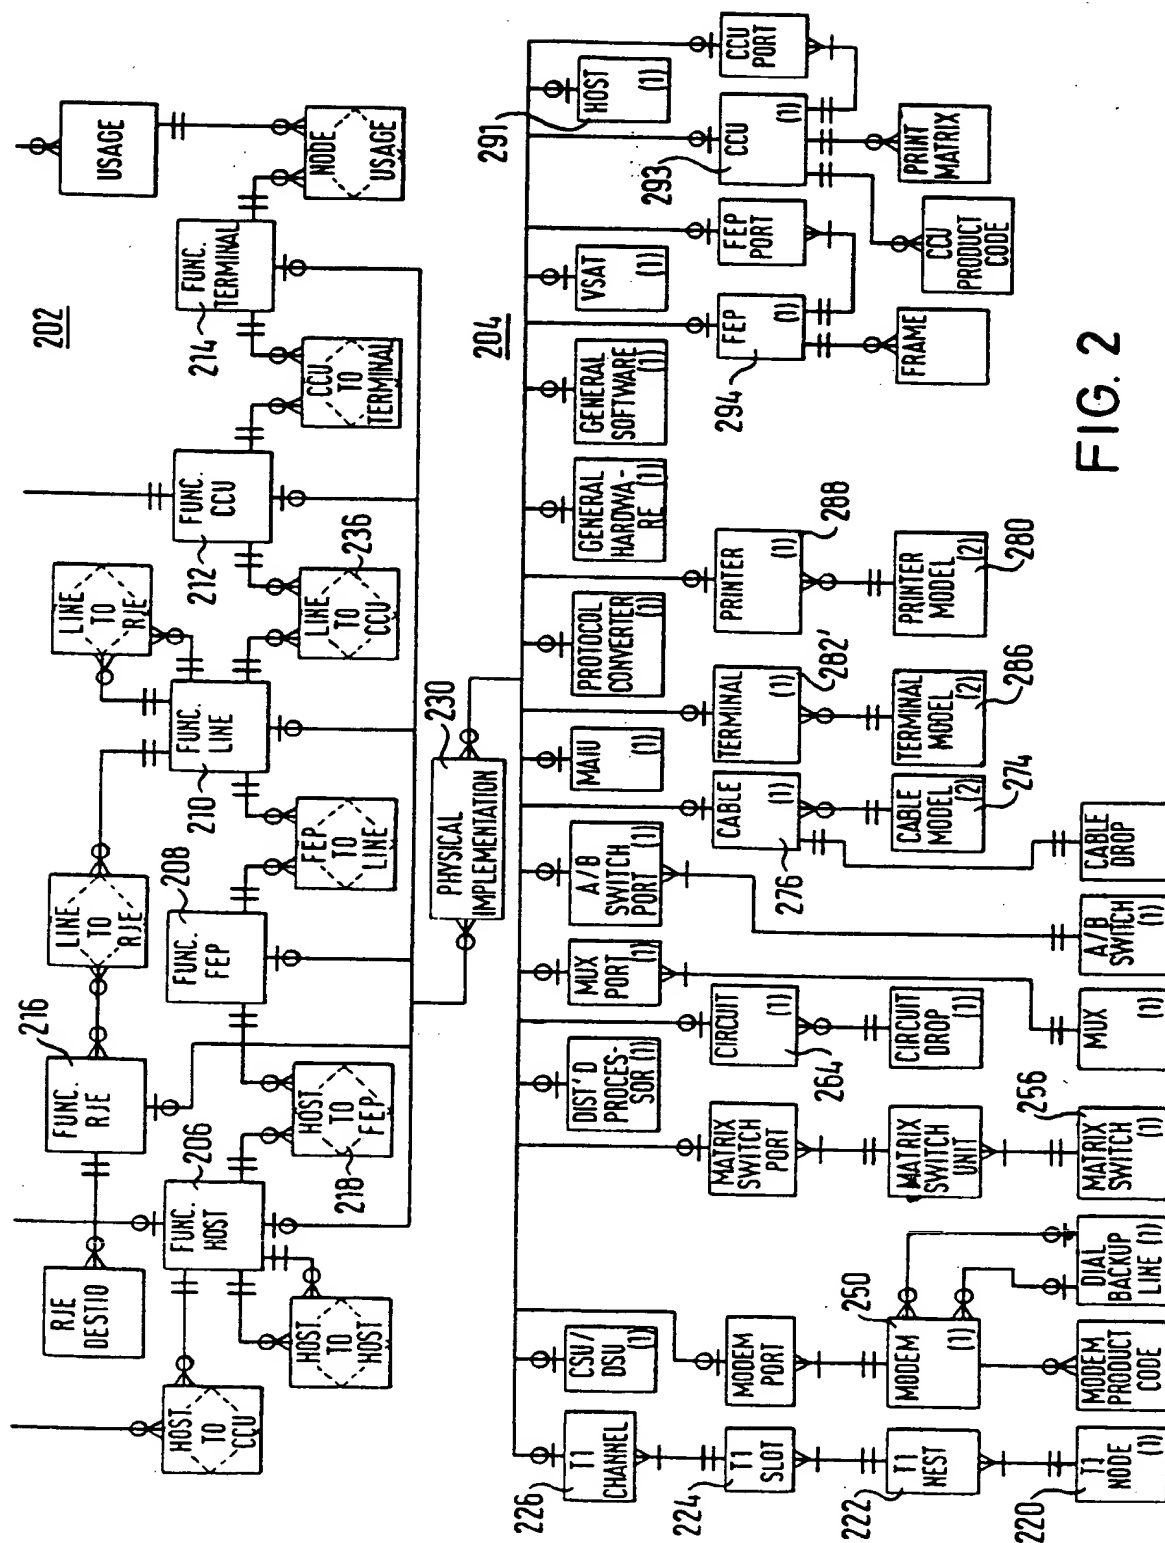 202
HOST
TO
CCU
RJE
DESTIO
FUNC.
RJE
216
LINE
TO
RJE
LINE
TO
RJE
USAGE
HOST
TO
HOST
FUNC.
HOST
206
HOST
TO
FEP
218
FUNC.
FEP
208
FEP
TO
LINE
FUNC.
LINE
210
LINE
TO
CCU
236
FUNC.
CCU
212
CCU
TO
TERMINAL
FUNC.
TERMINAL
214
NODE
USAGE
PHYSICAL
IMPLEMENTATION
230
204
226
T1
CHANNEL
CSU/
DSU (1)
DIST'D
PROCES-
SOR (1)
MUX
PORT (1)
A/B
SWITCH
PORT (1)
MAIU
(1)
PROTOCOL
CONVERTER
(1)
GENERAL
HARDWA-
RE (1)
GENERAL
SOFTWARE
(1)
VSAT
(1)
HOST
(1)
291
224
T1
SLOT
MODEM
PORT
MATRIX
SWITCH
PORT
CIRCUIT
(1)
264
CABLE
(1)
276
TERMINAL
(1)
282'
PRINTER
(1)
288
FEP
(1)
294
FEP
PORT
CCU
(1)
293
CCU
PORT
222
T1
NEST
MODEM
(1)
250
MATRIX
SWITCH
UNIT
CIRCUIT
DROP
(1)
CABLE
MODEL
(2)
274
TERMINAL
MODEL
(2)
286
PRINTER
MODEL
(2)
280
FRAME
CCU
PRODUCT
CODE
PRINT
MATRIX
220
T1
NODE
(1)
MODEM
PRODUCT
CODE
DIAL
BACKUP
LINE (1)
MATRIX
SWITCH
(1)
256
MUX
(1)
A/B
SWITCH
(1)
CABLE
DROP
FIG. 2